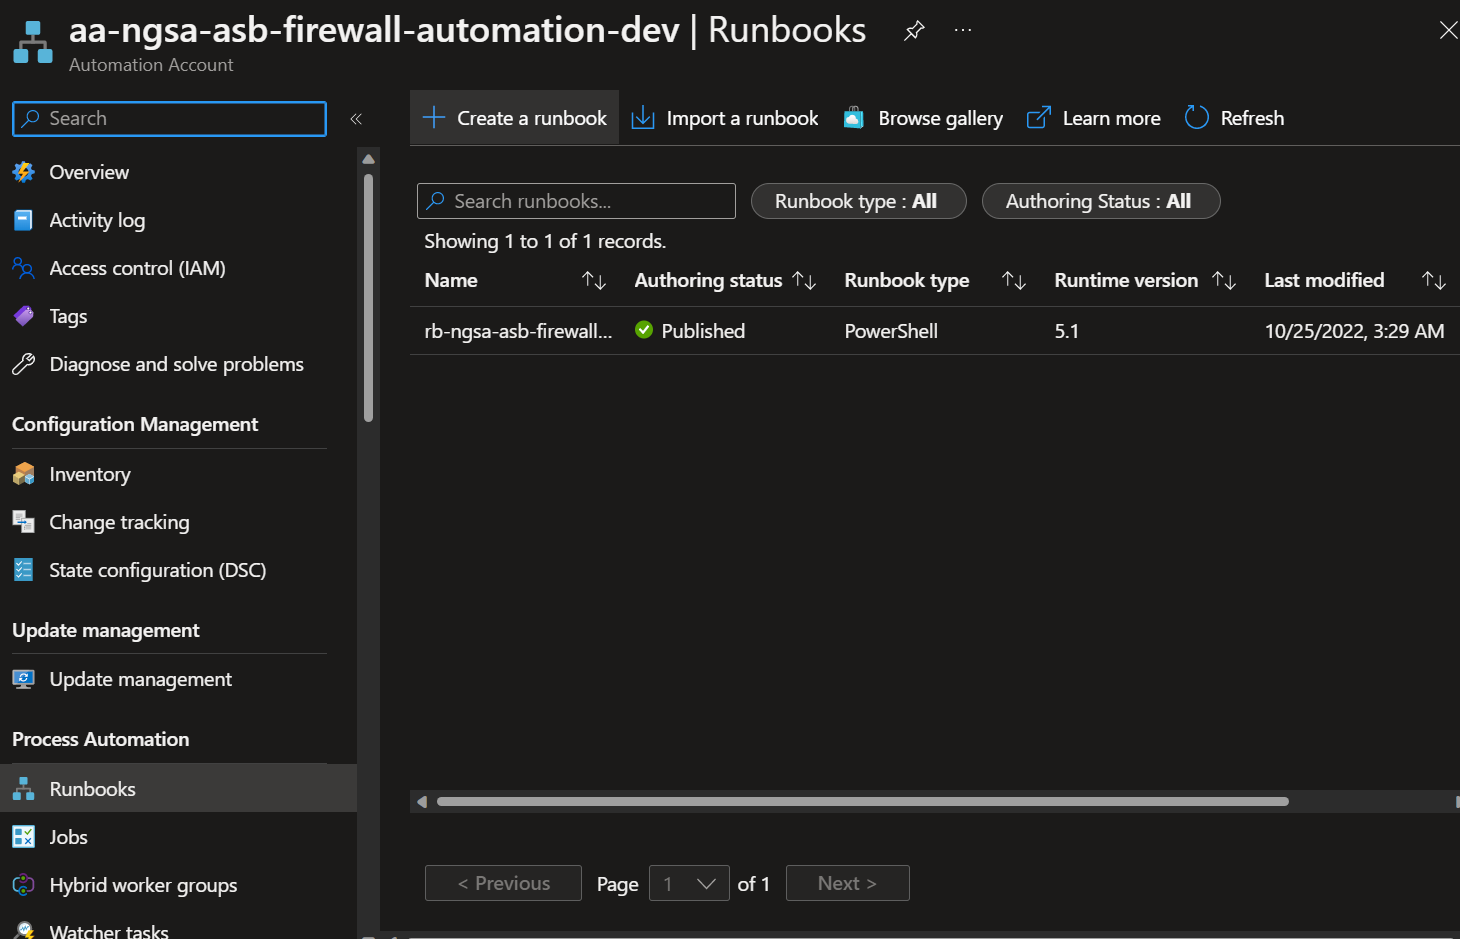 aa-ngsa-asb-firewall-automation-dev | Runbooks
Automation Account
Search
Overview
Activity log
Access control (IAM)
Tags
Diagnose and solve problems
Configuration Management
Inventory
Change tracking
State configuration (DSC)
Update management
Update management
Process Automation
Runbooks
Jobs
Hybrid worker groups
Watcher tasks
Create a runbook
Import a runbook
Browse gallery
Learn more
Refresh
Search runbooks...
Runbook type : All
Authoring Status : All
Showing 1 to 1 of 1 records.
Name Authoring status Runbook type Runtime version Last modified
rb-ngsa-asb-firewall... Published PowerShell 5.1 10/25/2022, 3:29 AM
< Previous Page 1 of 1 Next >